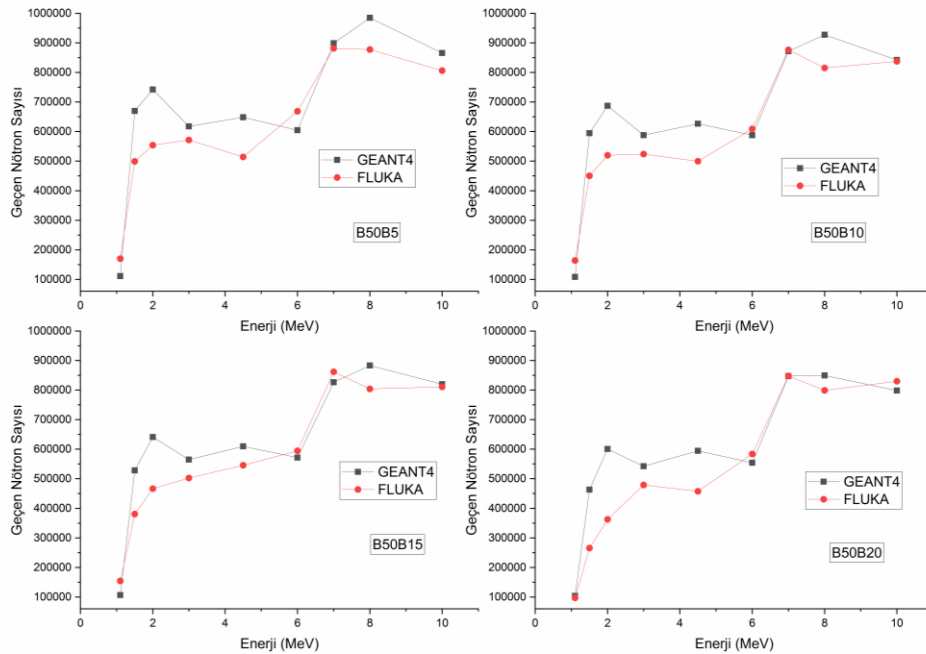 1000000
900000
800000
700000
600000
500000
400000
300000
200000
100000
Geçen Nötron Sayısı
GEANT4
FLUKA
B50B5
0 2 4 6 8 10
Enerji (MeV)
1000000
900000
800000
700000
600000
500000
400000
300000
200000
100000
Geçen Nötron Sayısı
GEANT4
FLUKA
B50B10
0 2 4 6 8 10
Enerji (MeV)
1000000
900000
800000
700000
600000
500000
400000
300000
200000
100000
Geçen Nötron Sayısı
GEANT4
FLUKA
B50B15
0 2 4 6 8 10
Enerji (MeV)
1000000
900000
800000
700000
600000
500000
400000
300000
200000
100000
Geçen Nötron Sayısı
GEANT4
FLUKA
B50B20
0 2 4 6 8 10
Enerji (MeV)